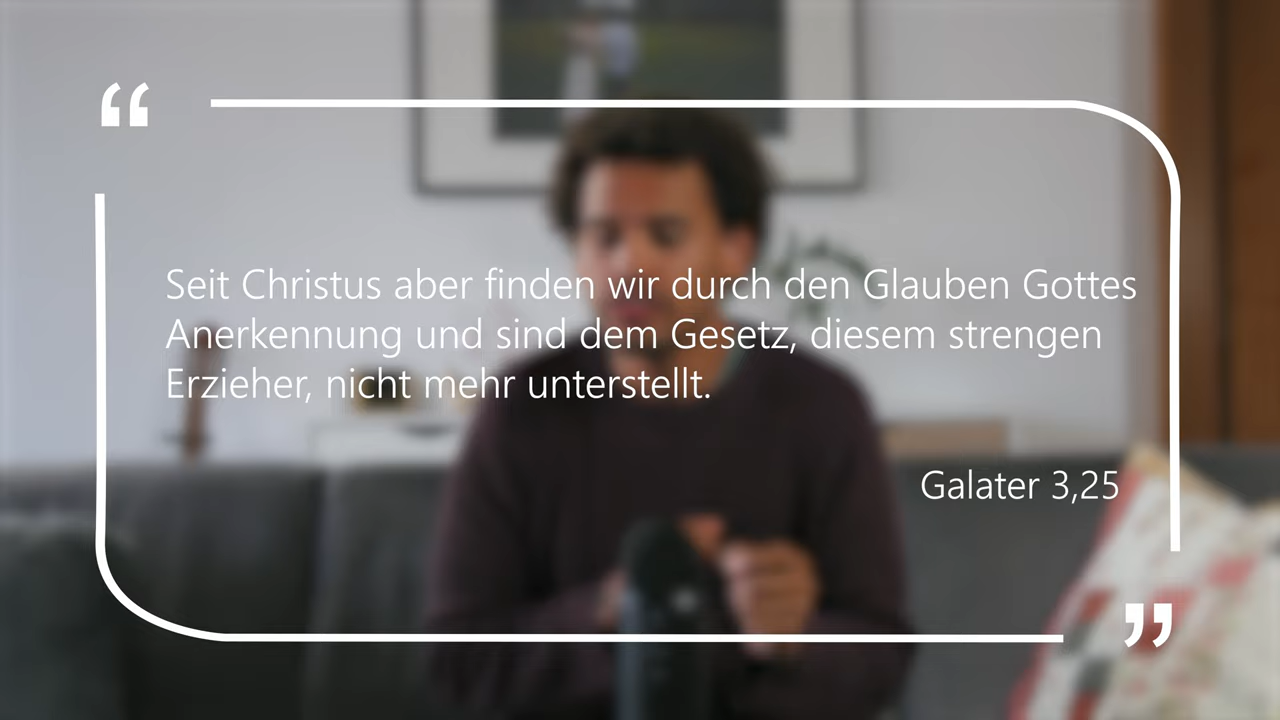 “
Seit Christus aber finden wir durch den Glauben Gottes
Anerkennung und sind dem Gesetz, diesem strengen
Erzieher, nicht mehr unterstellt.
Galater 3,25
”